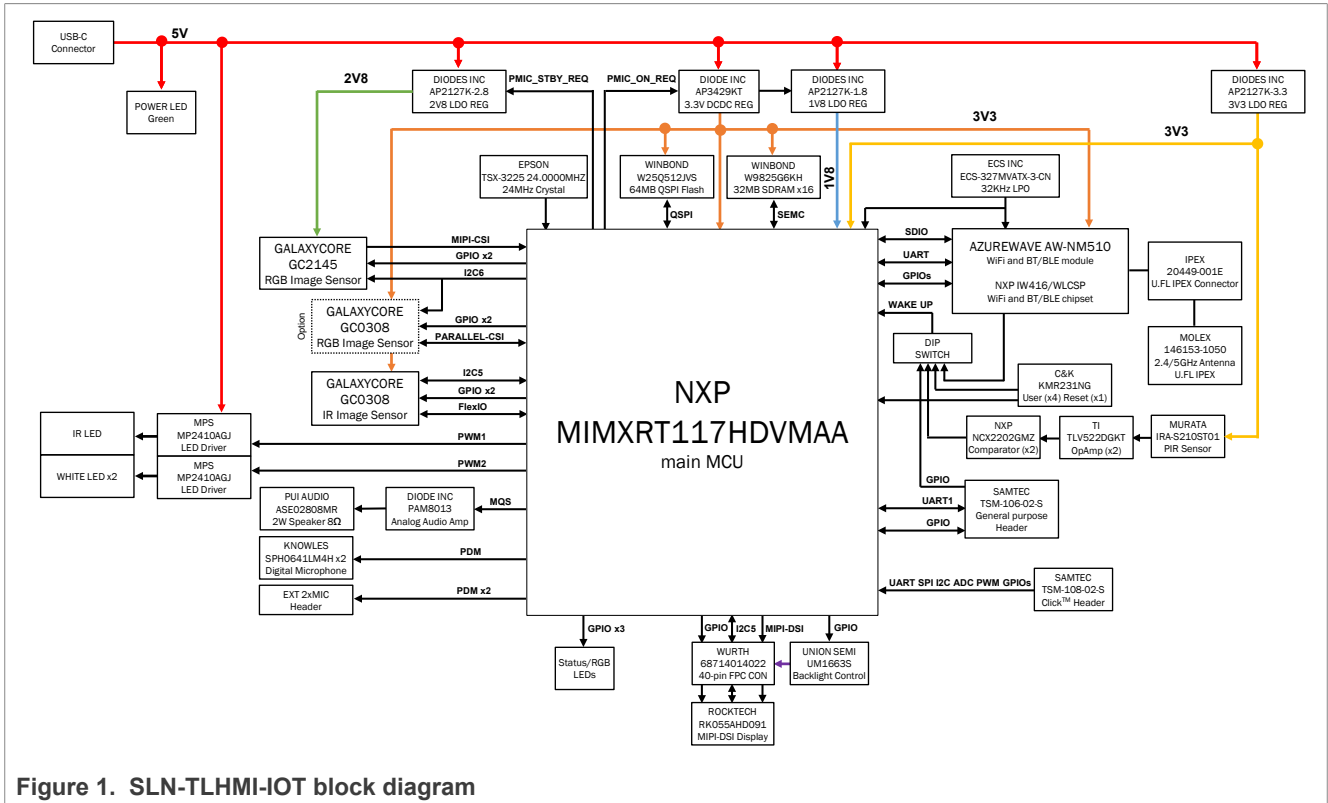 USB-C
Connector
5V
POWER LED
Green
2V8
DIODES INC
AP2127K-2.8
2V8 LDO REG
PMIC_STBY_REQ
PMIC_ON_REQ
DIODE INC
AP3429KT
3.3V DCDC REG
DIODES INC
AP2127K-1.8
1V8 LDO REG
DIODES INC
AP2127K-3.3
3V3 LDO REG
3V3
3V3
1V8
EPSON
TSX-3225 24.0000MHZ
24MHz Crystal
WINBOND
W25Q512JVS
64MB QSPI Flash
WINBOND
W9825G6KH
32MB SDRAM x16
ECS INC
ECS-327MVATX-3-CN
32KHz LPO
QSPI
SEMC
GALAXYCORE
GC2145
RGB Image Sensor
MIPI-CSI
GPIO x2
I2C6
Option
GALAXYCORE
GC0308
RGB Image Sensor
GPIO x2
PARALLEL-CSI
GALAXYCORE
GC0308
IR Image Sensor
I2C5
GPIO x2
FlexIO
NXP
MIMXRT117HDVMAA
main MCU
SDIO
UART
GPIOs
WAKE UP
AZUREWAVE AW-NM510
WiFi and BT/BLE module
NXP IW416/WLCSP
WiFi and BT/BLE chipset
IPEX
20449-001E
U.FL IPEX Connector
MOLEX
146153-1050
2.4/5GHz Antenna
U.FL IPEX
DIP
SWITCH
C&K
KMR231NG
User (x4) Reset (x1)
NXP
NCX2202GMZ
Comparator (x2)
TI
TLV522DGKT
OpAmp (x2)
MURATA
IRA-S210ST01
PIR Sensor
IR LED
MPS
MP2410AGJ
LED Driver
PWM1
WHITE LED x2
MPS
MP2410AGJ
LED Driver
PWM2
PUI AUDIO
ASE02808MR
2W Speaker 8Ω
DIODE INC
PAM8013
Analog Audio Amp
MQS
KNOWLES
SPH0641LM4H x2
Digital Microphone
PDM
EXT 2xMIC
Header
PDM x2
GPIO
UART1
GPIO
SAMTEC
TSM-106-02-S
General purpose
Header
UART SPI I2C ADC PWM GPIOs
SAMTEC
TSM-108-02-S
Click™ Header
GPIO x3
Status/RGB
LEDs
GPIO
I2C5
MIPI-DSI
GPIO
WURTH
68714014022
40-pin FPC CON
UNION SEMI
UM1663S
Backlight Control
ROCKTECH
RK055AHD091
MIPI-DSI Display
Figure 1. SLN-TLHMI-IOT block diagram